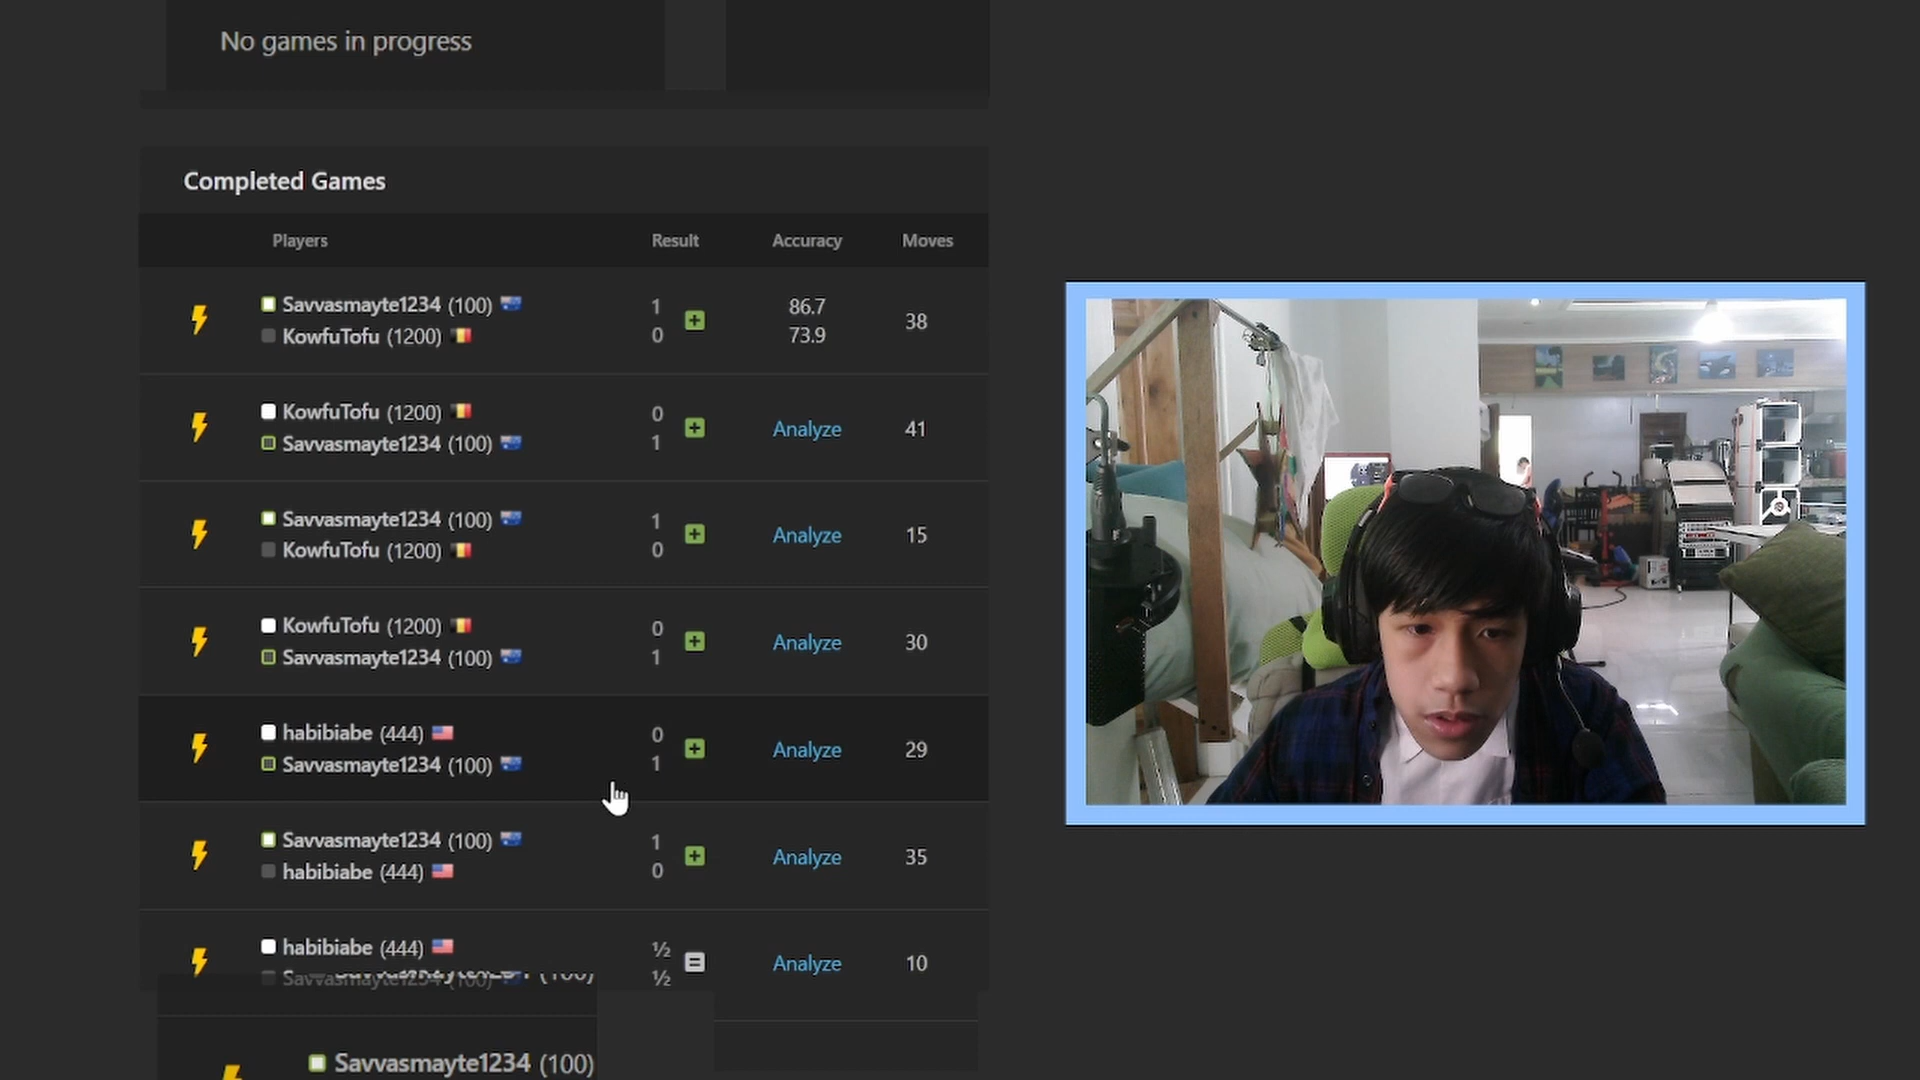 No games in progress
Completed Games
Players Result Accuracy Moves
Savvasmayte1234 (100) 1 86.7 38
KowfuTofu (1200) 0 73.9
KowfuTofu (1200) 0 Analyze 41
Savvasmayte1234 (100) 1
Savvasmayte1234 (100) 1 Analyze 15
KowfuTofu (1200) 0
KowfuTofu (1200) 0 Analyze 30
Savvasmayte1234 (100) 1
habibiabe (444) 0 Analyze 29
Savvasmayte1234 (100) 1
Savvasmayte1234 (100) 1 Analyze 35
habibiabe (444) 0
habibiabe (444) ½ Analyze 10
Savvasmayte1234 (100) ½
Savvasmayte1234 (100)